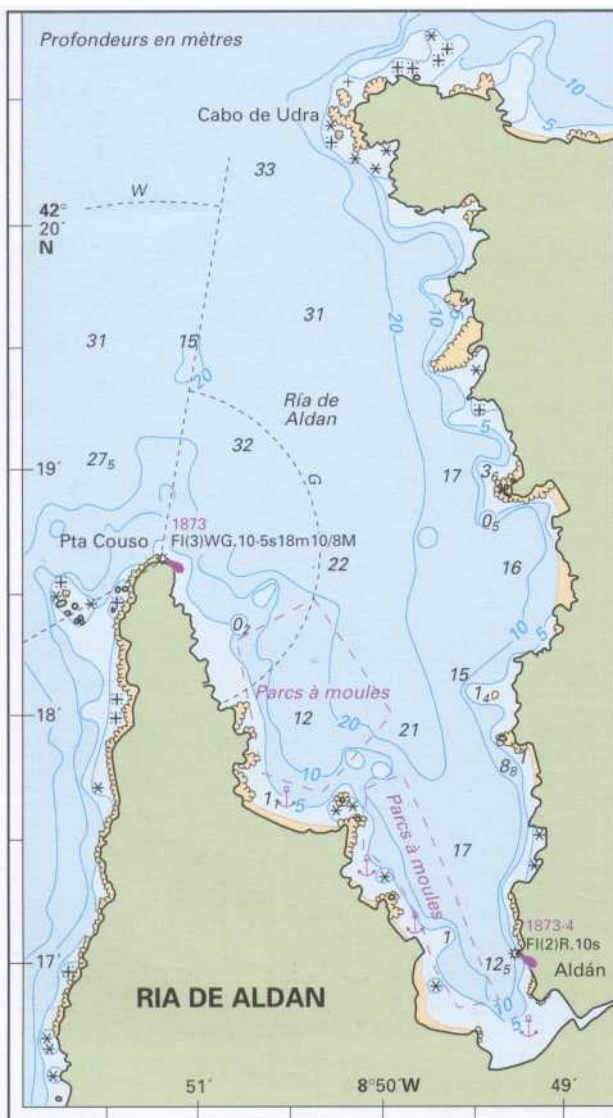 Profondeurs en mètres
10
5
Cabo de Udra
33
W
42°
20'
N
20
10
5
31
31
15
20
Ría de
Aldan
5
19'
32
27₅
17
3₆
G
0₅
1873
Fl(3)WG.10-5s18m10/8M
Pta Couso
22
16
10
5
0₂
15
Parcs à moules
1₄
18'
12
20
21
10
8₈
5
1₁
Parcs à moules
17
1873·4
Fl(2)R.10s
1
17'
12₅
Aldán
RIA DE ALDAN
10
5
51'
8°50'W
49'